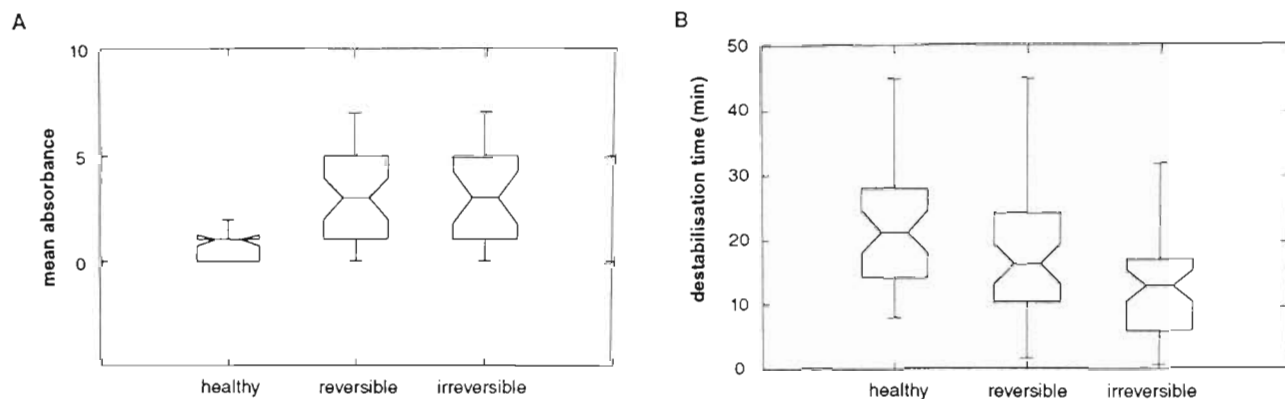 A
10
5
0
mean absorbance
healthy reversible irreversible
B
50
40
30
20
10
0
destabilisation time (min)
healthy reversible irreversible